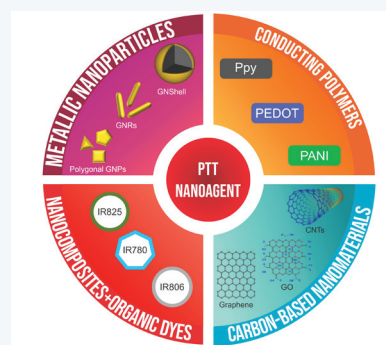 METALLIC NANOPARTICLES
GNShell
GNRs
Polygonal GNPs
CONDUCTING POLYMERS
Ppy
PEDOT
PANI
PTT
NANOAGENT
NANOCOMPOSITES+ORGANIC DYES
IR825
IR780
IR806
CARBON-BASED NANOMATERIALS
CNTs
GO
Graphene